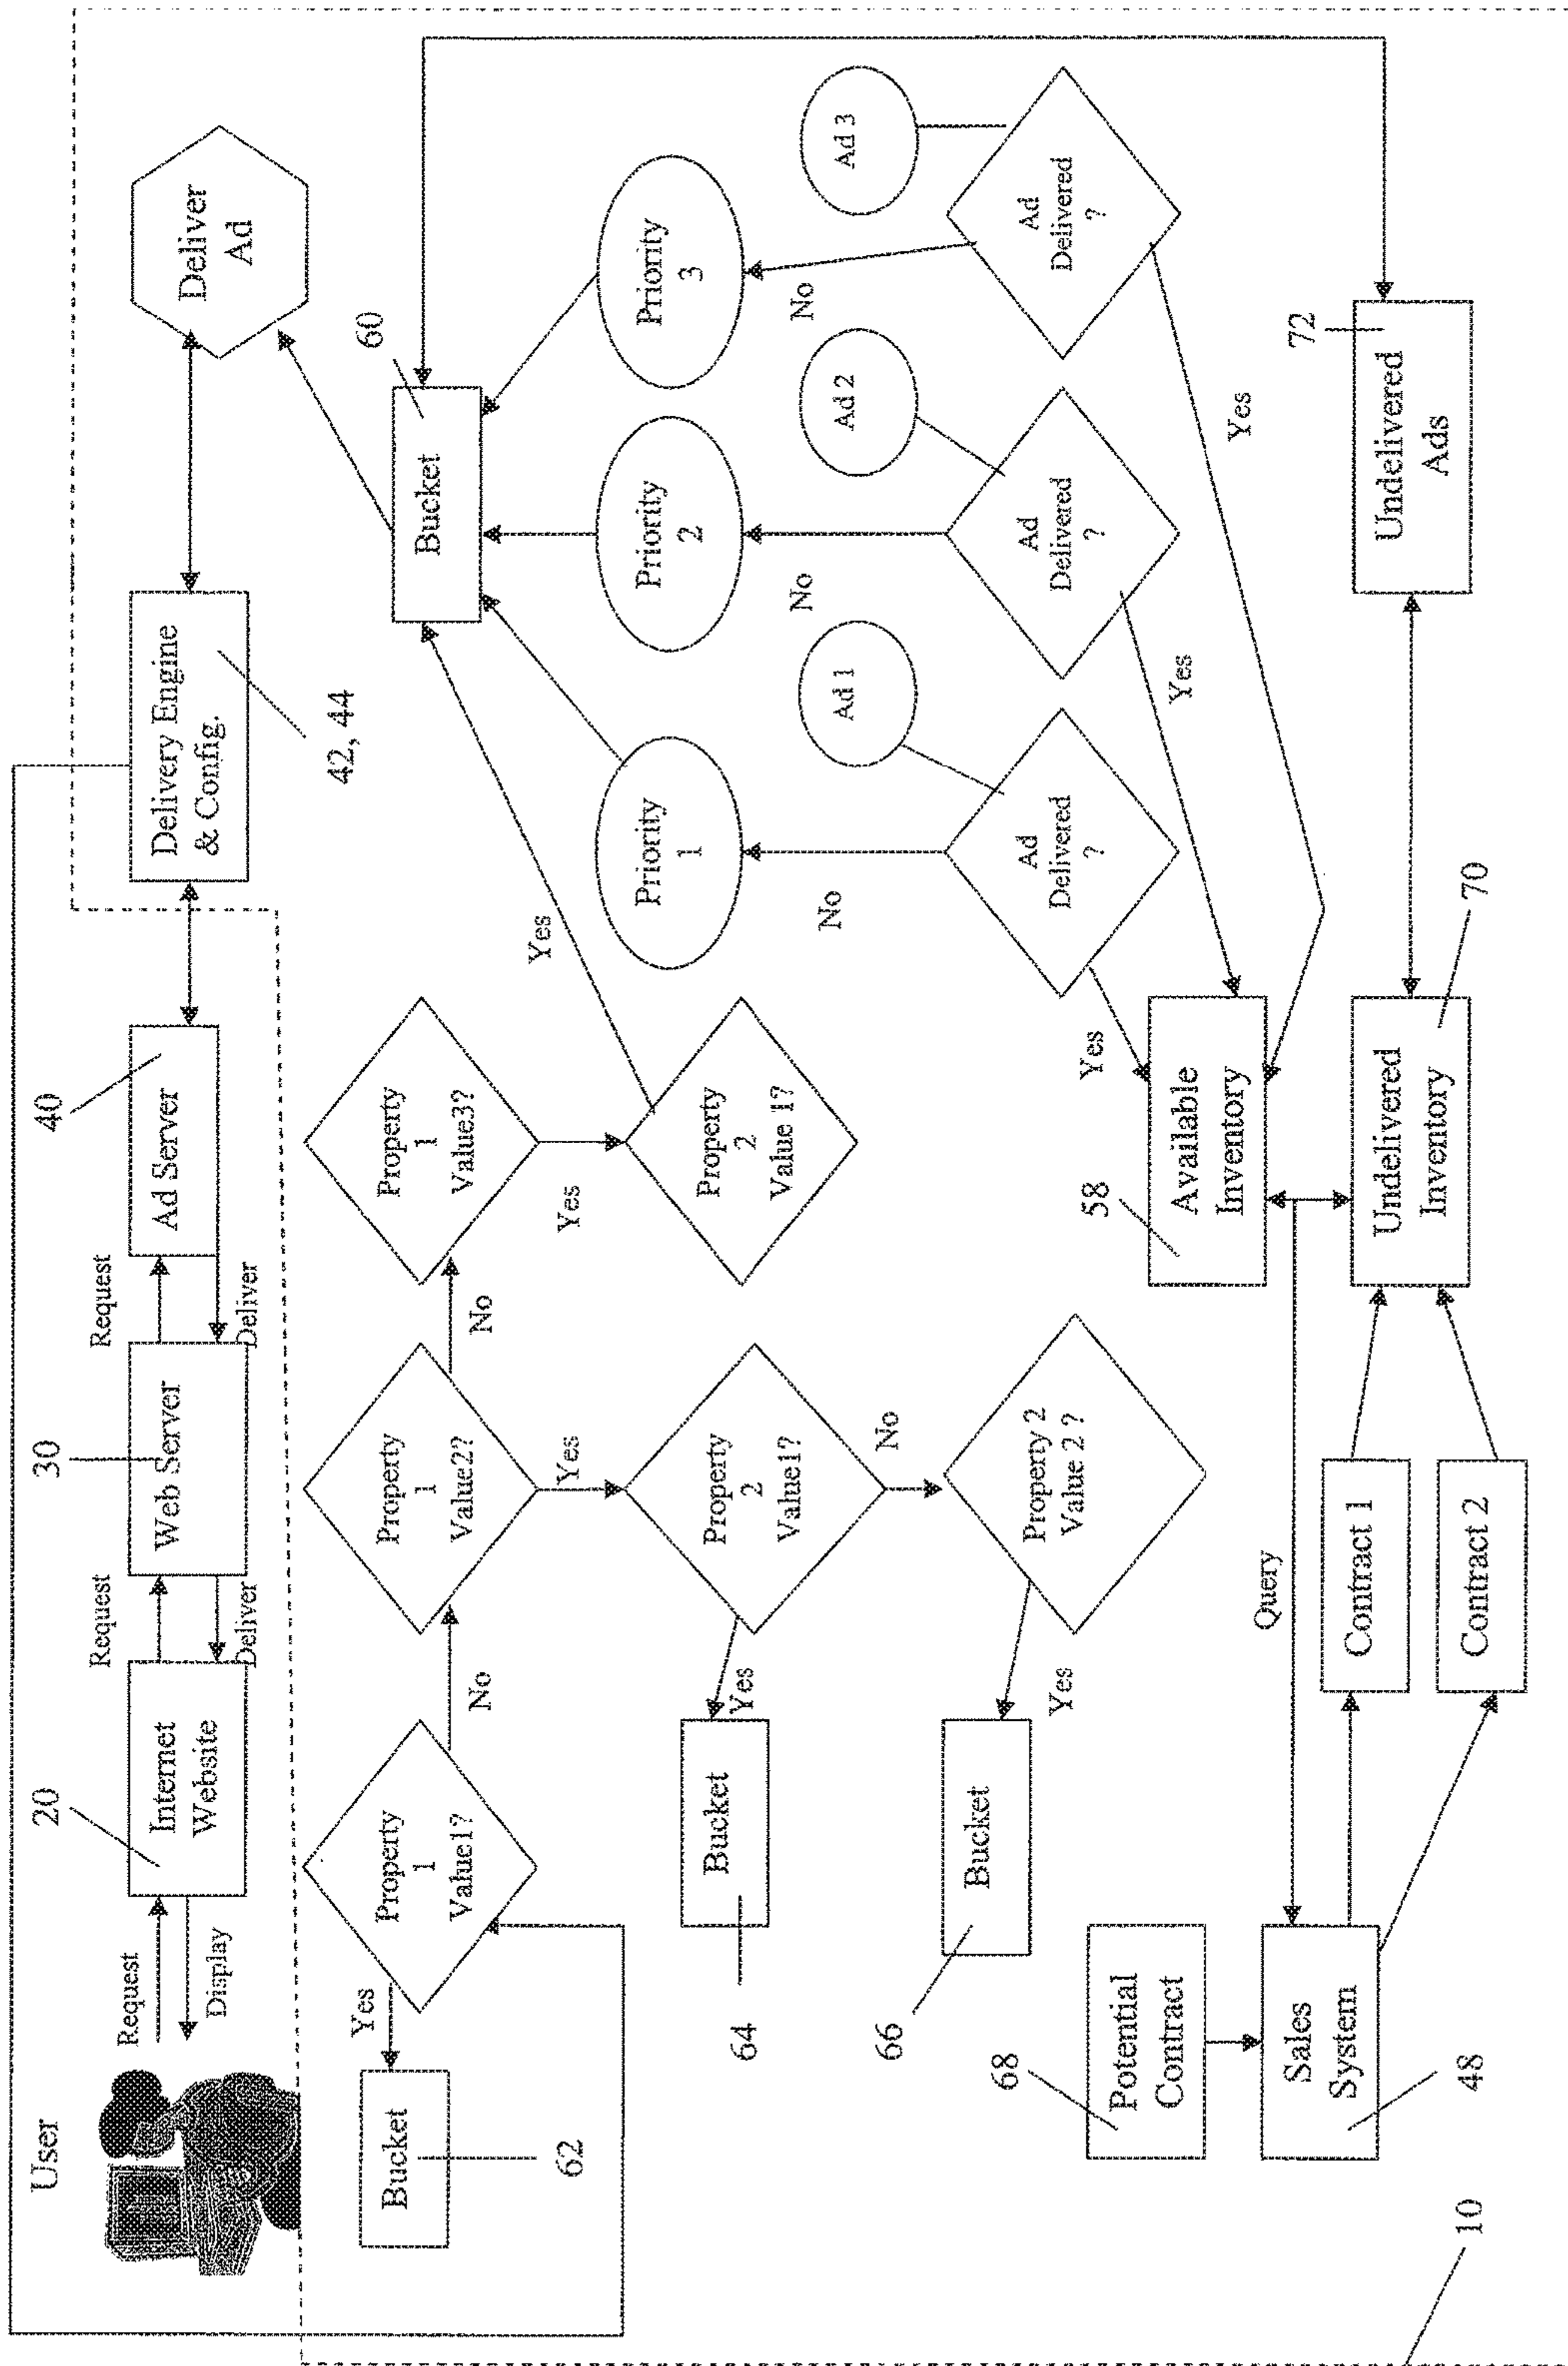 User
Request
Display
20
Internet
Website
Request
Deliver
30
Web Server
Request
Deliver
40
Ad Server
Delivery Engine
& Config.
42, 44
Deliver
Ad
Bucket
62
Yes
Property
1
Value1?
No
Property
1
Value2?
No
Property
1
Value3?
Yes
Yes
Property
2
Value1?
Yes
Bucket
64
No
Property 2
Value 2 ?
Yes
Bucket
66
Property
2
Value 1?
Yes
Bucket
60
Priority
1
Priority
2
Priority
3
No
No
No
Ad 1
Ad 2
Ad 3
Ad
Delivered
?
Ad
Delivered
?
Ad
Delivered
?
Yes
Yes
Yes
68
Potential
Contract
Sales
System
48
Query
58
Available
Inventory
Contract 1
Contract 2
Undelivered
Inventory
70
Undelivered
Ads
72
10